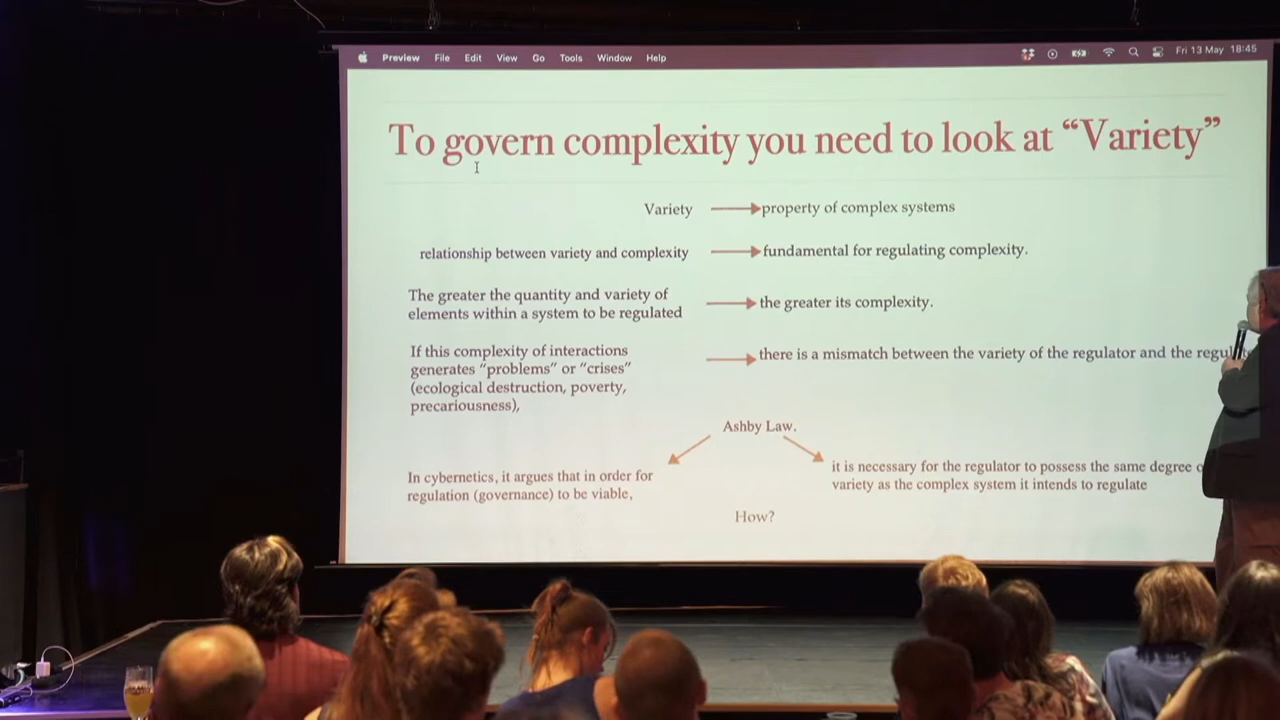 Preview File Edit View Go Tools Window Help
Fri 13 May 18:45
To govern complexity you need to look at “Variety”
Variety
property of complex systems
relationship between variety and complexity
fundamental for regulating complexity.
The greater the quantity and variety of
elements within a system to be regulated
the greater its complexity.
If this complexity of interactions
generates “problems” or “crises”
(ecological destruction, poverty,
precariousness),
there is a mismatch between the variety of the regulator and the
Ashby Law.
In cybernetics, it argues that in order for
regulation (governance) to be viable,
it is necessary for the regulator to possess the same degree
variety as the complex system it intends to regulate
How?